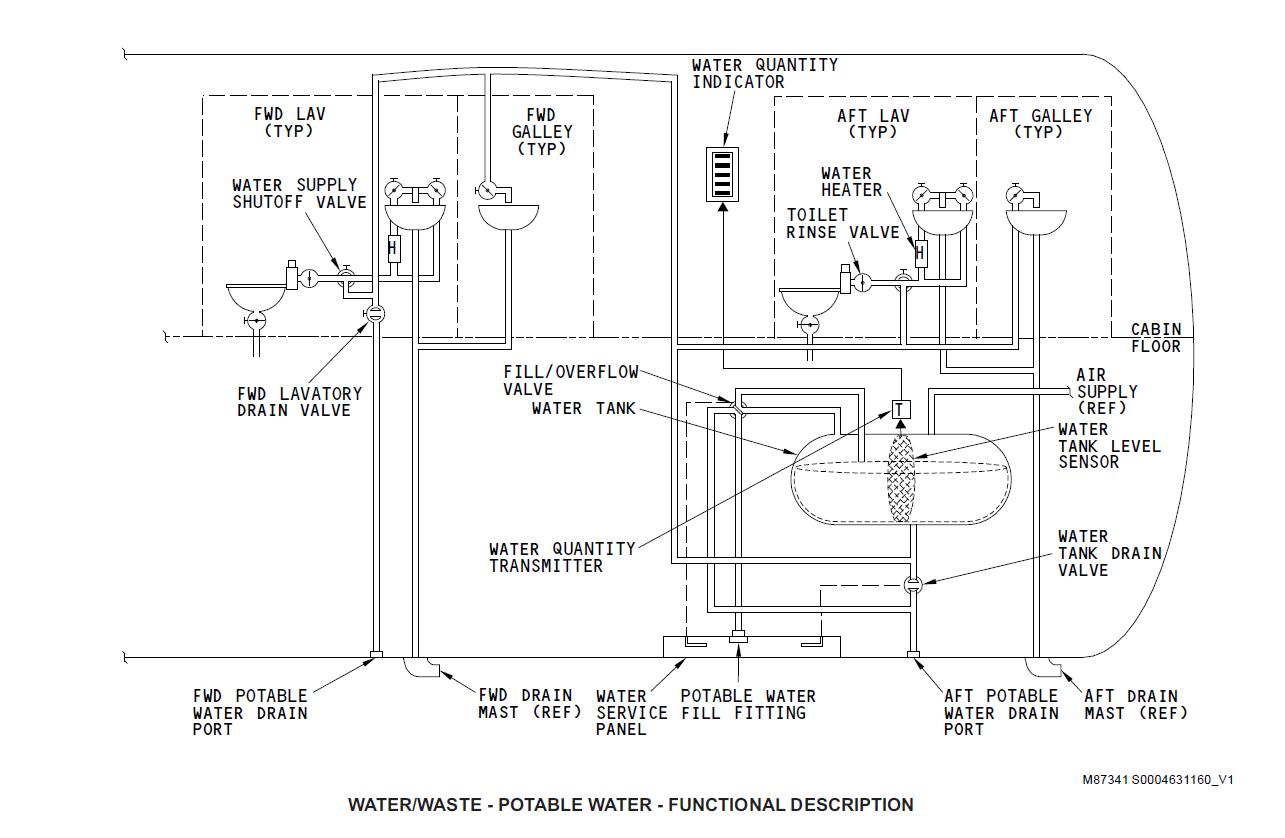 WATER QUANTITY
INDICATOR
FWD LAV
(TYP)
FWD
GALLEY
(TYP)
AFT LAV
(TYP)
AFT GALLEY
(TYP)
WATER SUPPLY
SHUTOFF VALVE
WATER
HEATER
TOILET
RINSE VALVE
H
H
CABIN
FLOOR
FWD LAVATORY
DRAIN VALVE
FILL/OVERFLOW
VALVE
WATER TANK
T
AIR
SUPPLY
(REF)
WATER
TANK LEVEL
SENSOR
WATER QUANTITY
TRANSMITTER
WATER
TANK DRAIN
VALVE
FWD POTABLE
WATER DRAIN
PORT
FWD DRAIN
MAST (REF)
WATER
SERVICE
PANEL
POTABLE WATER
FILL FITTING
AFT POTABLE
WATER DRAIN
PORT
AFT DRAIN
MAST (REF)
M87341 S0004631160_V1
WATER/WASTE - POTABLE WATER - FUNCTIONAL DESCRIPTION